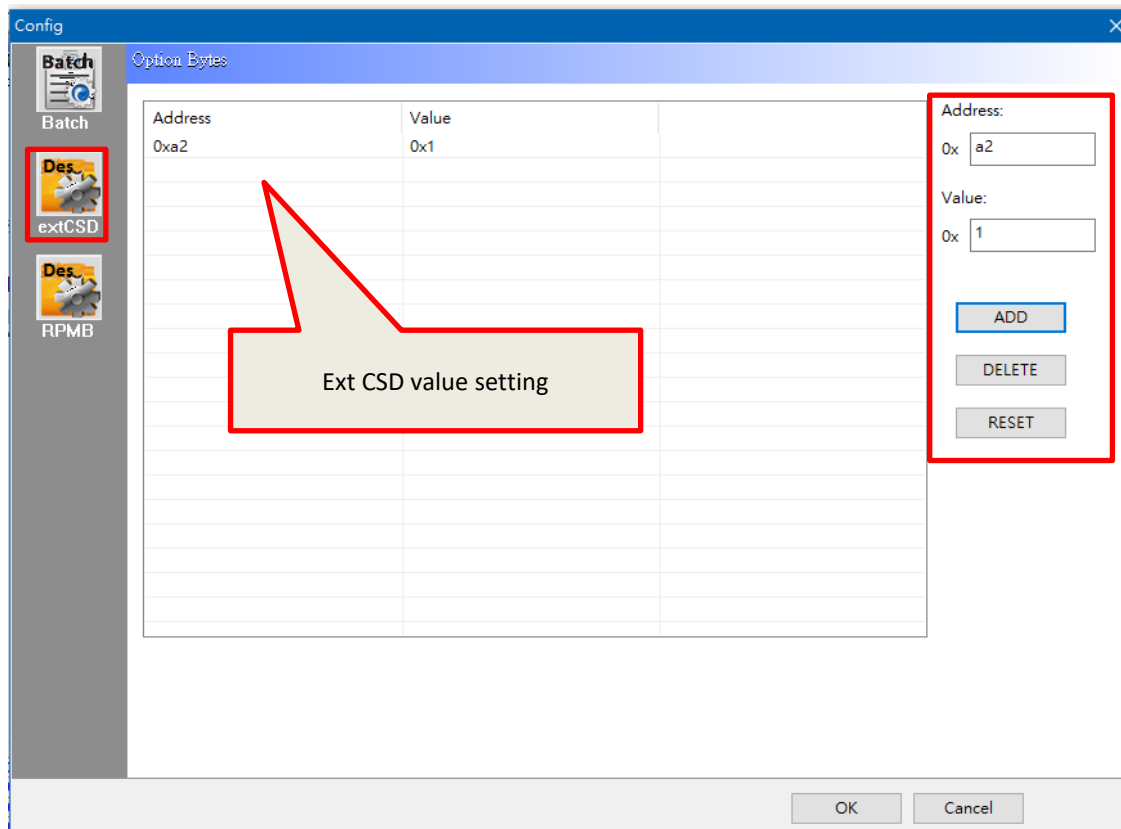 Config
Batch
Batch
Option Bytes
Address Value
0xa2 0x1
Des
extCSD
Des
RPMB
Ext CSD value setting
Address:
0x a2
Value:
0x 1
ADD
DELETE
RESET
OK Cancel